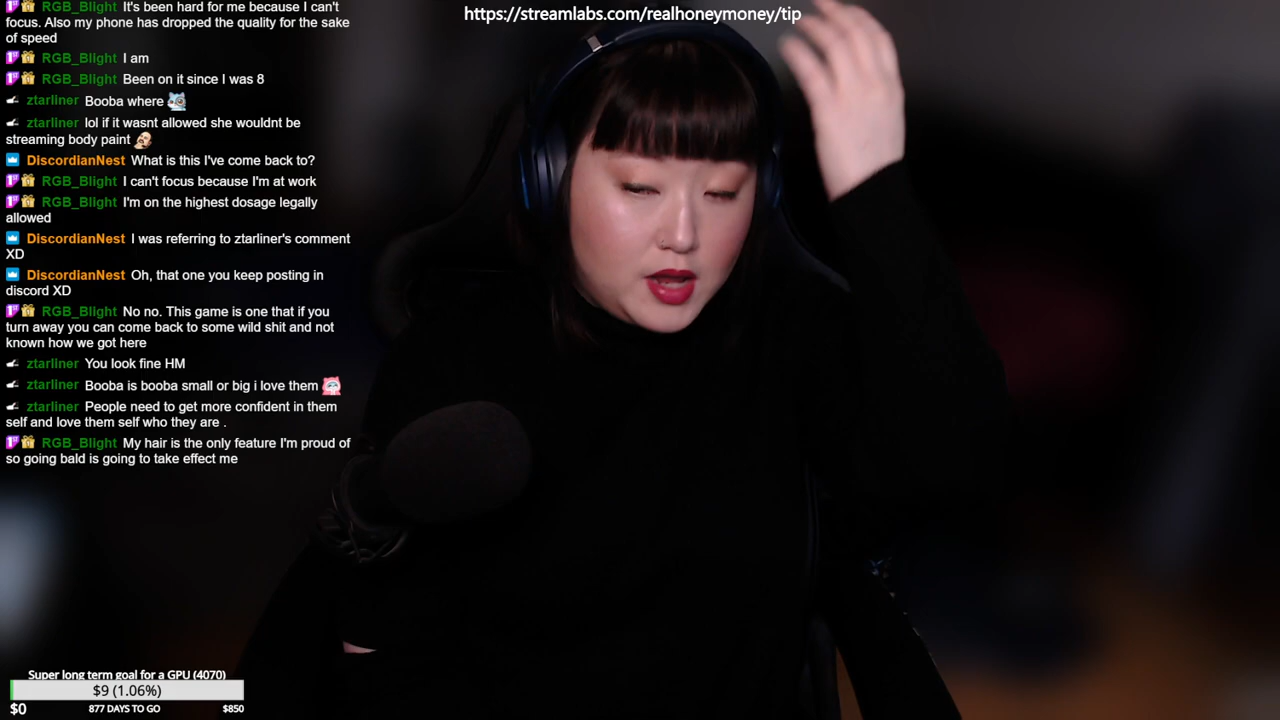 https://streamlabs.com/realhoneymoney/tip
RGB_Blight It's been hard for me because I can't
focus. Also my phone has dropped the quality for the sake
of speed
RGB_Blight I am
RGB_Blight Been on it since I was 8
ztarliner Booba where
ztarliner lol if it wasnt allowed she wouldnt be
streaming body paint
DiscordianNest What is this I've come back to?
RGB_Blight I can't focus because I'm at work
RGB_Blight I'm on the highest dosage legally
allowed
DiscordianNest I was referring to ztarliner's comment
XD
DiscordianNest Oh, that one you keep posting in
discord XD
RGB_Blight No no. This game is one that if you
turn away you can come back to some wild shit and not
known how we got here
ztarliner You look fine HM
ztarliner Booba is booba small or big i love them
ztarliner People need to get more confident in them
self and love them self who they are .
RGB_Blight My hair is the only feature I'm proud of
so going bald is going to take effect me
Super long term goal for a GPU (4070)
$9 (1.06%)
$0 877 DAYS TO GO $850